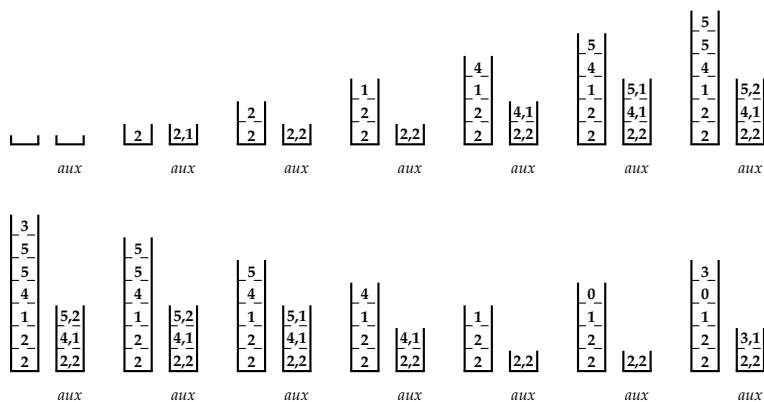 5
5 5
4 4 4
1 1 1 5,1 1 5,2
2 2 2 4,1 2 4,1 2 4,1
2 2,1 2 2,2 2 2,2 2 2,2 2 2,2 2 2,2
aux aux aux aux aux aux aux
3
5 5
5 5 5 3
4 4 4 4 0 0
1 5,2 1 5,2 1 5,1 1 1 1 1
2 4,1 2 4,1 2 4,1 2 4,1 2 2 2 3,1
2 2,2 2 2,2 2 2,2 2 2,2 2 2,2 2 2,2 2 2,2
aux aux aux aux aux aux aux